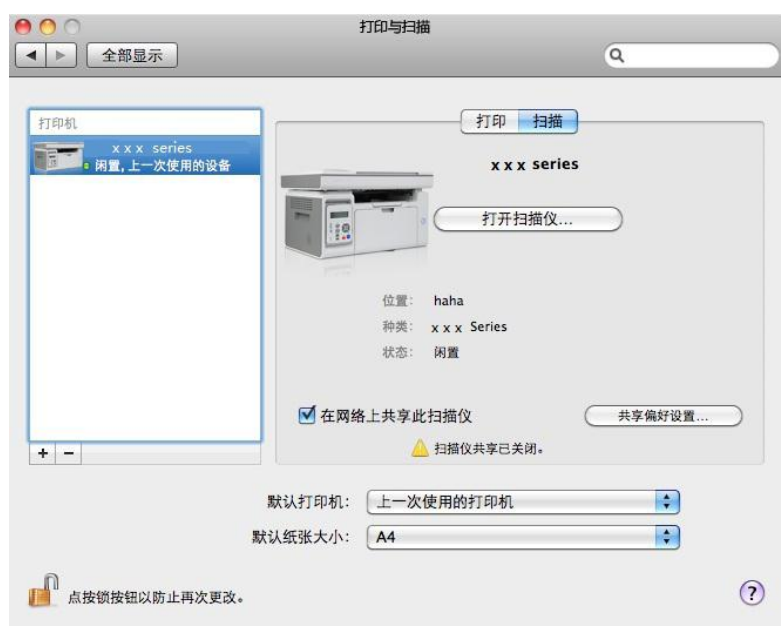 打印与扫描
全部显示
打印机
x x x series
闲置,上一次使用的设备
打印 扫描
x x x series
打开扫描仪...
位置: haha
种类: x x x Series
状态: 闲置
在网络上共享此扫描仪
共享偏好设置...
扫描仪共享已关闭。
+ −
默认打印机: 上一次使用的打印机
默认纸张大小: A4
点按锁按钮以防止再次更改。
?